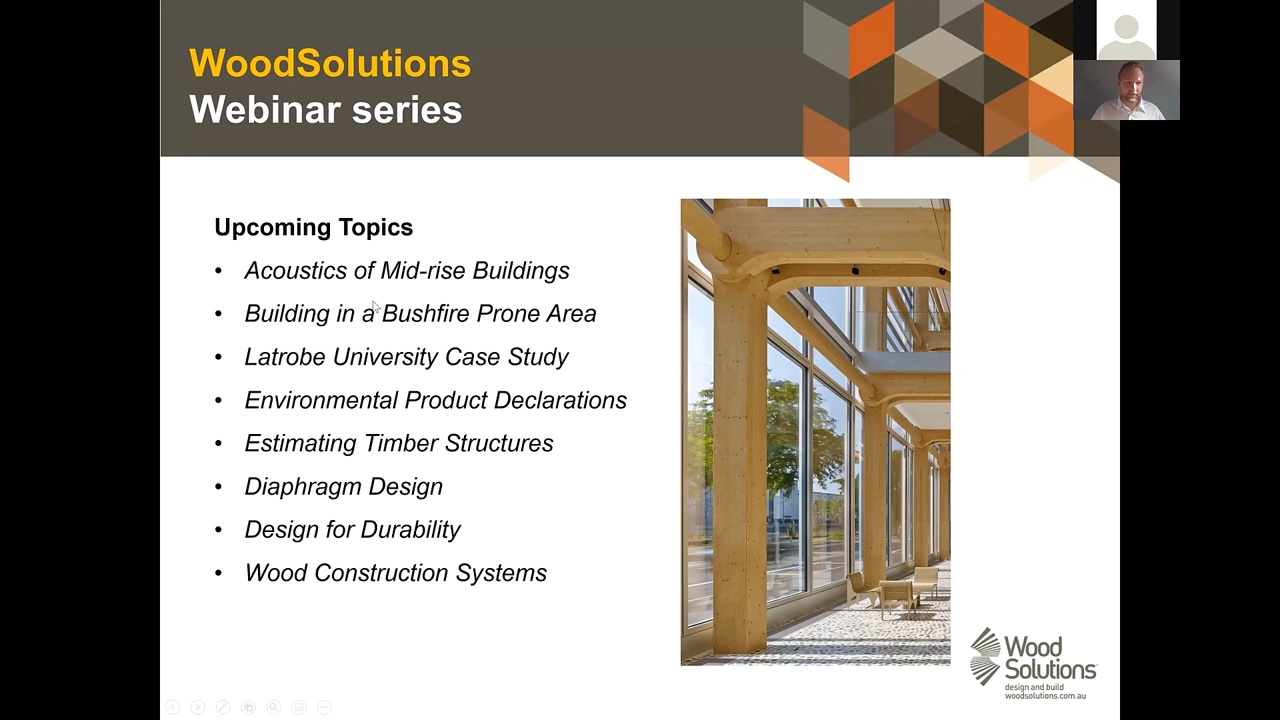 WoodSolutions
Webinar series
Upcoming Topics
• Acoustics of Mid-rise Buildings
• Building in a Bushfire Prone Area
• Latrobe University Case Study
• Environmental Product Declarations
• Estimating Timber Structures
• Diaphragm Design
• Design for Durability
• Wood Construction Systems
Wood
Solutions
design and build
woodsolutions.com.au